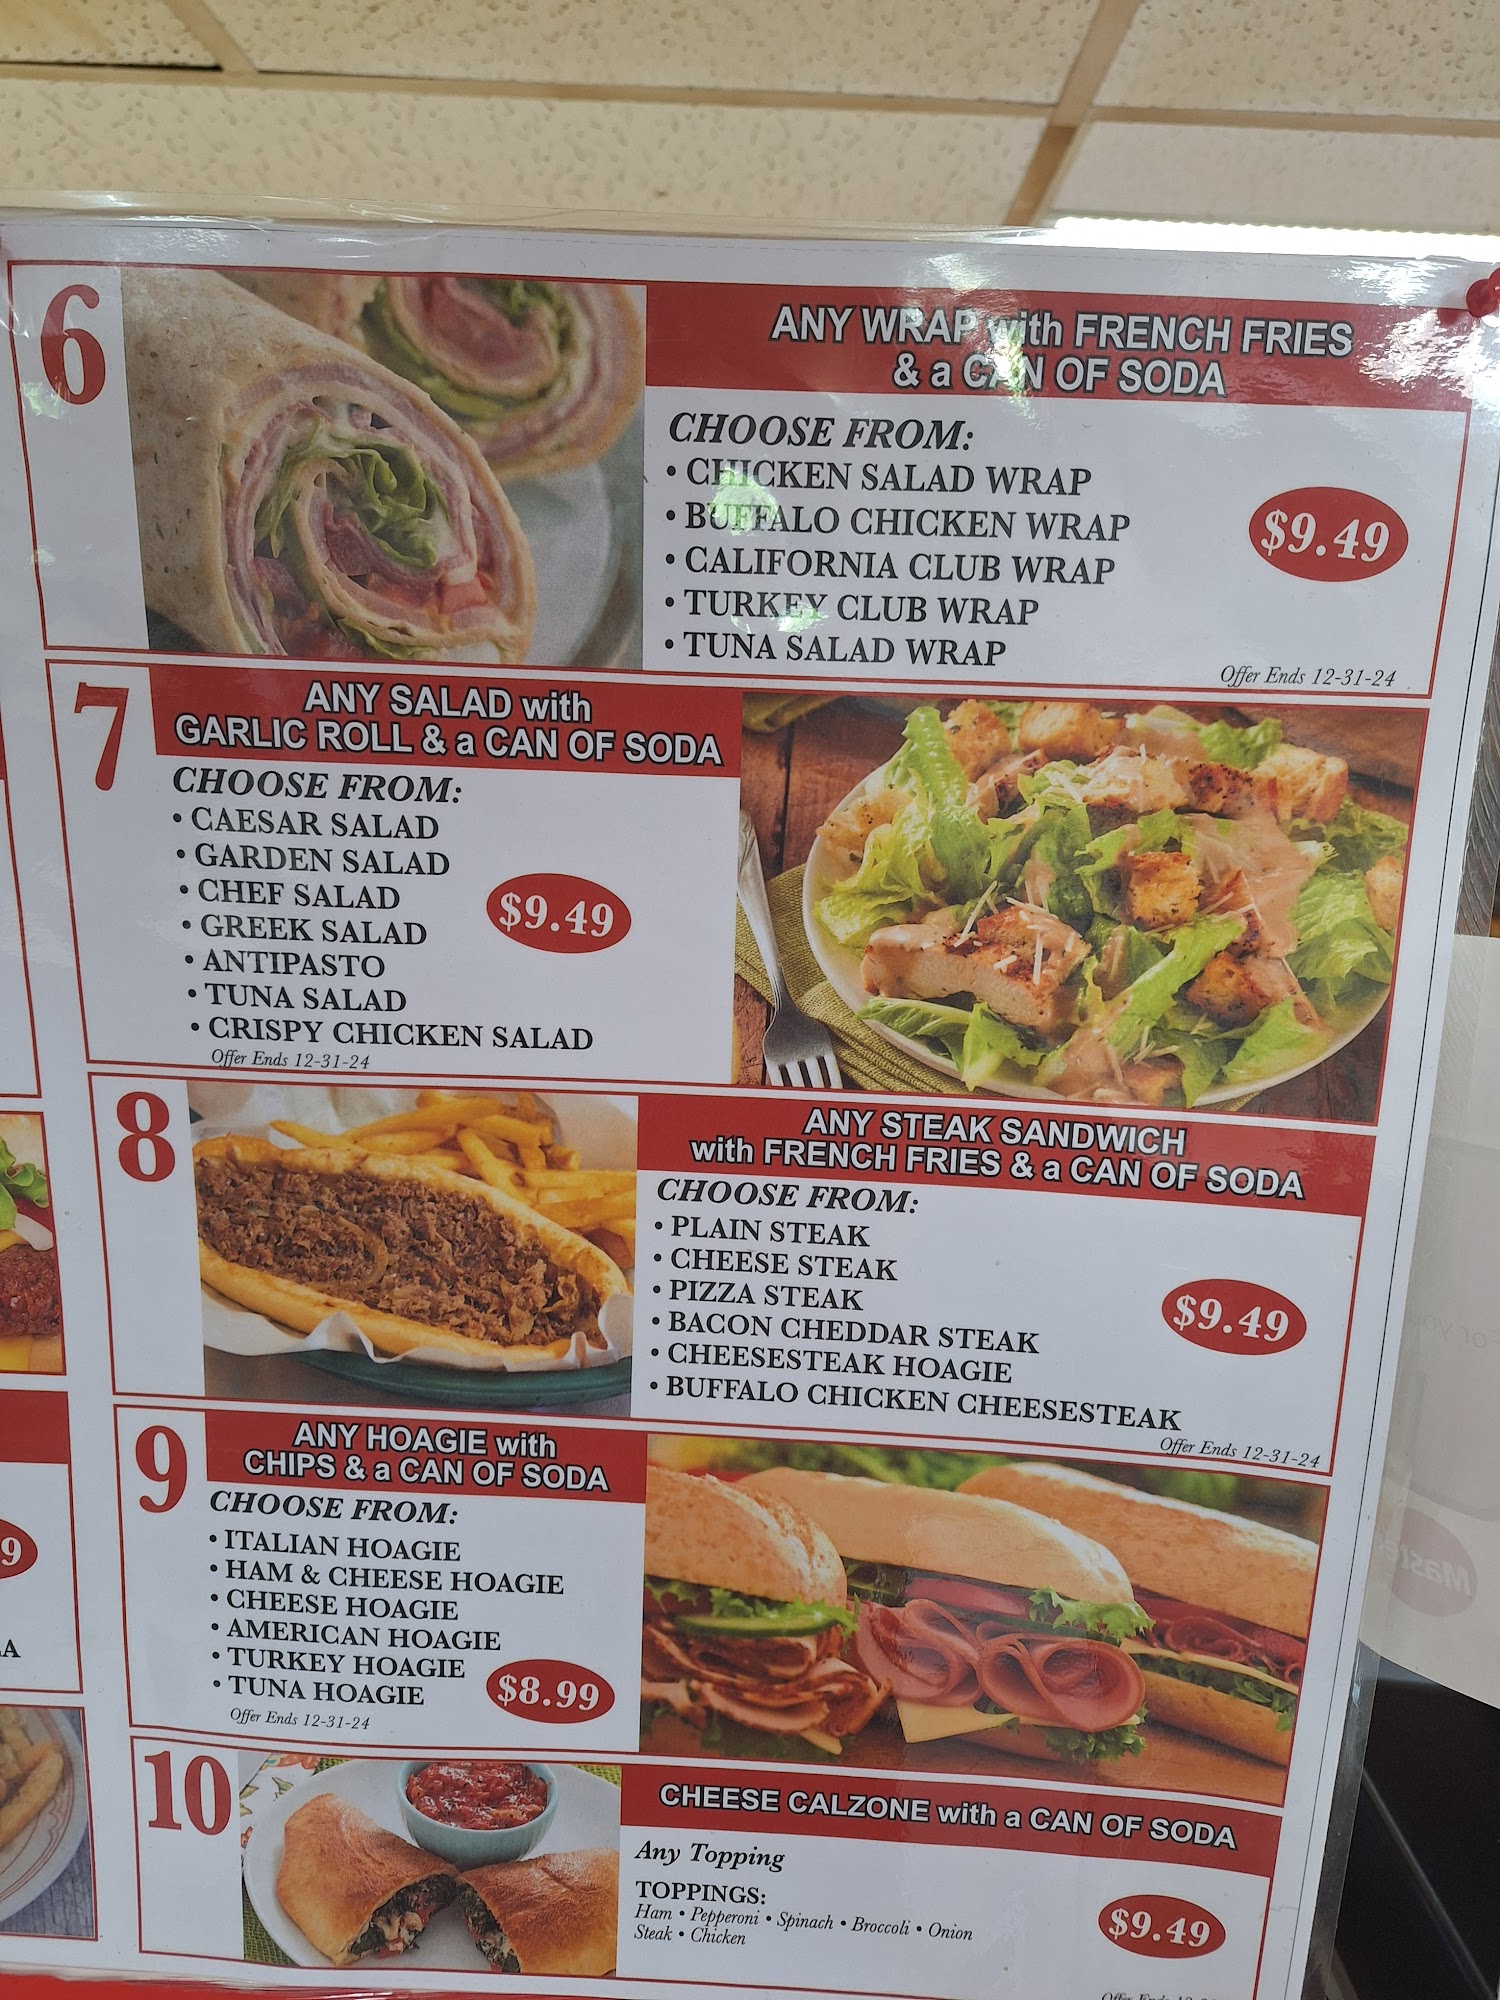 6
ANY WRAP with FRENCH FRIES
& a CAN OF SODA
CHOOSE FROM:
• CHICKEN SALAD WRAP
• BUFFALO CHICKEN WRAP
• CALIFORNIA CLUB WRAP
• TURKEY CLUB WRAP
• TUNA SALAD WRAP
$9.49
Offer Ends 12-31-24
7
ANY SALAD with
GARLIC ROLL & a CAN OF SODA
CHOOSE FROM:
• CAESAR SALAD
• GARDEN SALAD
• CHEF SALAD
• GREEK SALAD
• ANTIPASTO
• TUNA SALAD
• CRISPY CHICKEN SALAD
$9.49
Offer Ends 12-31-24
8
ANY STEAK SANDWICH
with FRENCH FRIES & a CAN OF SODA
CHOOSE FROM:
• PLAIN STEAK
• CHEESE STEAK
• PIZZA STEAK
• BACON CHEDDAR STEAK
• CHEESESTEAK HOAGIE
• BUFFALO CHICKEN CHEESESTEAK
$9.49
Offer Ends 12-31-24
9
ANY HOAGIE with
CHIPS & a CAN OF SODA
CHOOSE FROM:
• ITALIAN HOAGIE
• HAM & CHEESE HOAGIE
• CHEESE HOAGIE
• AMERICAN HOAGIE
• TURKEY HOAGIE
• TUNA HOAGIE
$8.99
Offer Ends 12-31-24
10
CHEESE CALZONE with a CAN OF SODA
Any Topping
TOPPINGS:
Ham • Pepperoni • Spinach • Broccoli • Onion
Steak • Chicken
$9.49